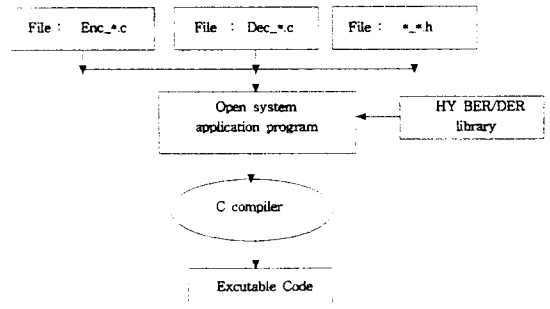 File : Enc_*.c
File : Dec_*.c
File : *_*.h
Open system
application program
HY BER/DER
library
C compiler
Excutable Code